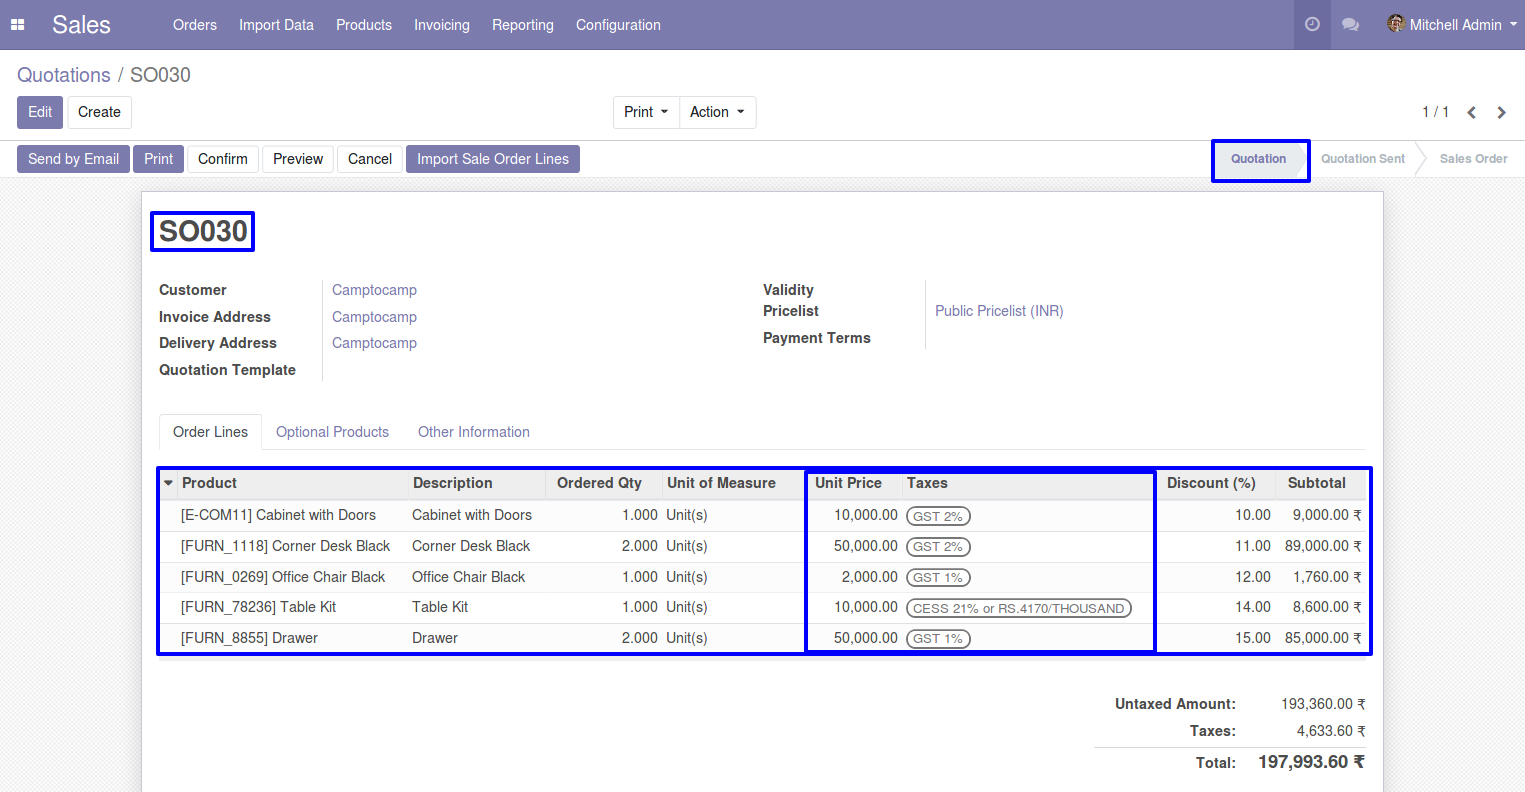 Sales Orders Import Data Products Invoicing Reporting Configuration Mitchell Admin
Quotations / SO030
Edit Create Print Action 1 / 1
Send by Email Print Confirm Preview Cancel Import Sale Order Lines Quotation Quotation Sent Sales Order
SO030
Customer Camptocamp Validity
Invoice Address Camptocamp Pricelist Public Pricelist (INR)
Delivery Address Camptocamp Payment Terms
Quotation Template
Order Lines Optional Products Other Information
Product Description Ordered Qty Unit of Measure Unit Price Taxes Discount (%) Subtotal
[E-COM11] Cabinet with Doors Cabinet with Doors 1.000 Unit(s) 10,000.00 GST 2% 10.00 9,000.00 ₹
[FURN_1118] Corner Desk Black Corner Desk Black 2.000 Unit(s) 50,000.00 GST 2% 11.00 89,000.00 ₹
[FURN_0269] Office Chair Black Office Chair Black 1.000 Unit(s) 2,000.00 GST 1% 12.00 1,760.00 ₹
[FURN_78236] Table Kit Table Kit 1.000 Unit(s) 10,000.00 CESS 21% or RS.4170/THOUSAND 14.00 8,600.00 ₹
[FURN_8855] Drawer Drawer 2.000 Unit(s) 50,000.00 GST 1% 15.00 85,000.00 ₹
Untaxed Amount: 193,360.00 ₹
Taxes: 4,633.60 ₹
Total: 197,993.60 ₹